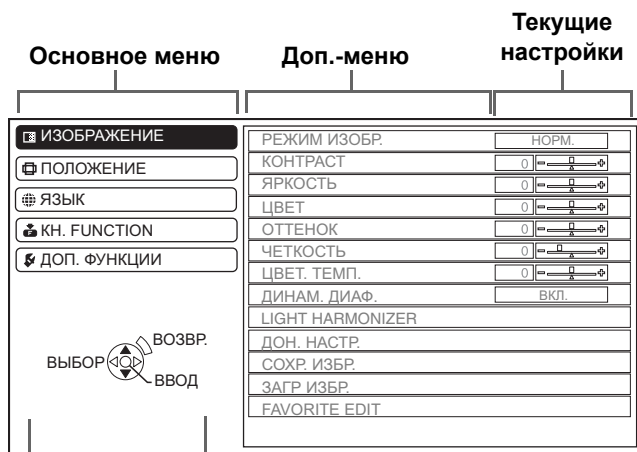 Основное меню
Доп.-меню
Текущие
настройки
ИЗОБРАЖЕНИЕ
ПОЛОЖЕНИЕ
ЯЗЫК
КН. FUNCTION
ДОП. ФУНКЦИИ
ВОЗВР.
ВЫБОР
ВВОД
РЕЖИМ ИЗОБР. НОРМ.
КОНТРАСТ 0
ЯРКОСТЬ 0
ЦВЕТ 0
ОТТЕНОК 0
ЧЕТКОСТЬ 0
ЦВЕТ. ТЕМП. 0
ДИНАМ. ДИАФ. ВКЛ.
LIGHT HARMONIZER
ДОН. НАСТР.
СОХР. ИЗБР.
ЗАГР ИЗБР.
FAVORITE EDIT